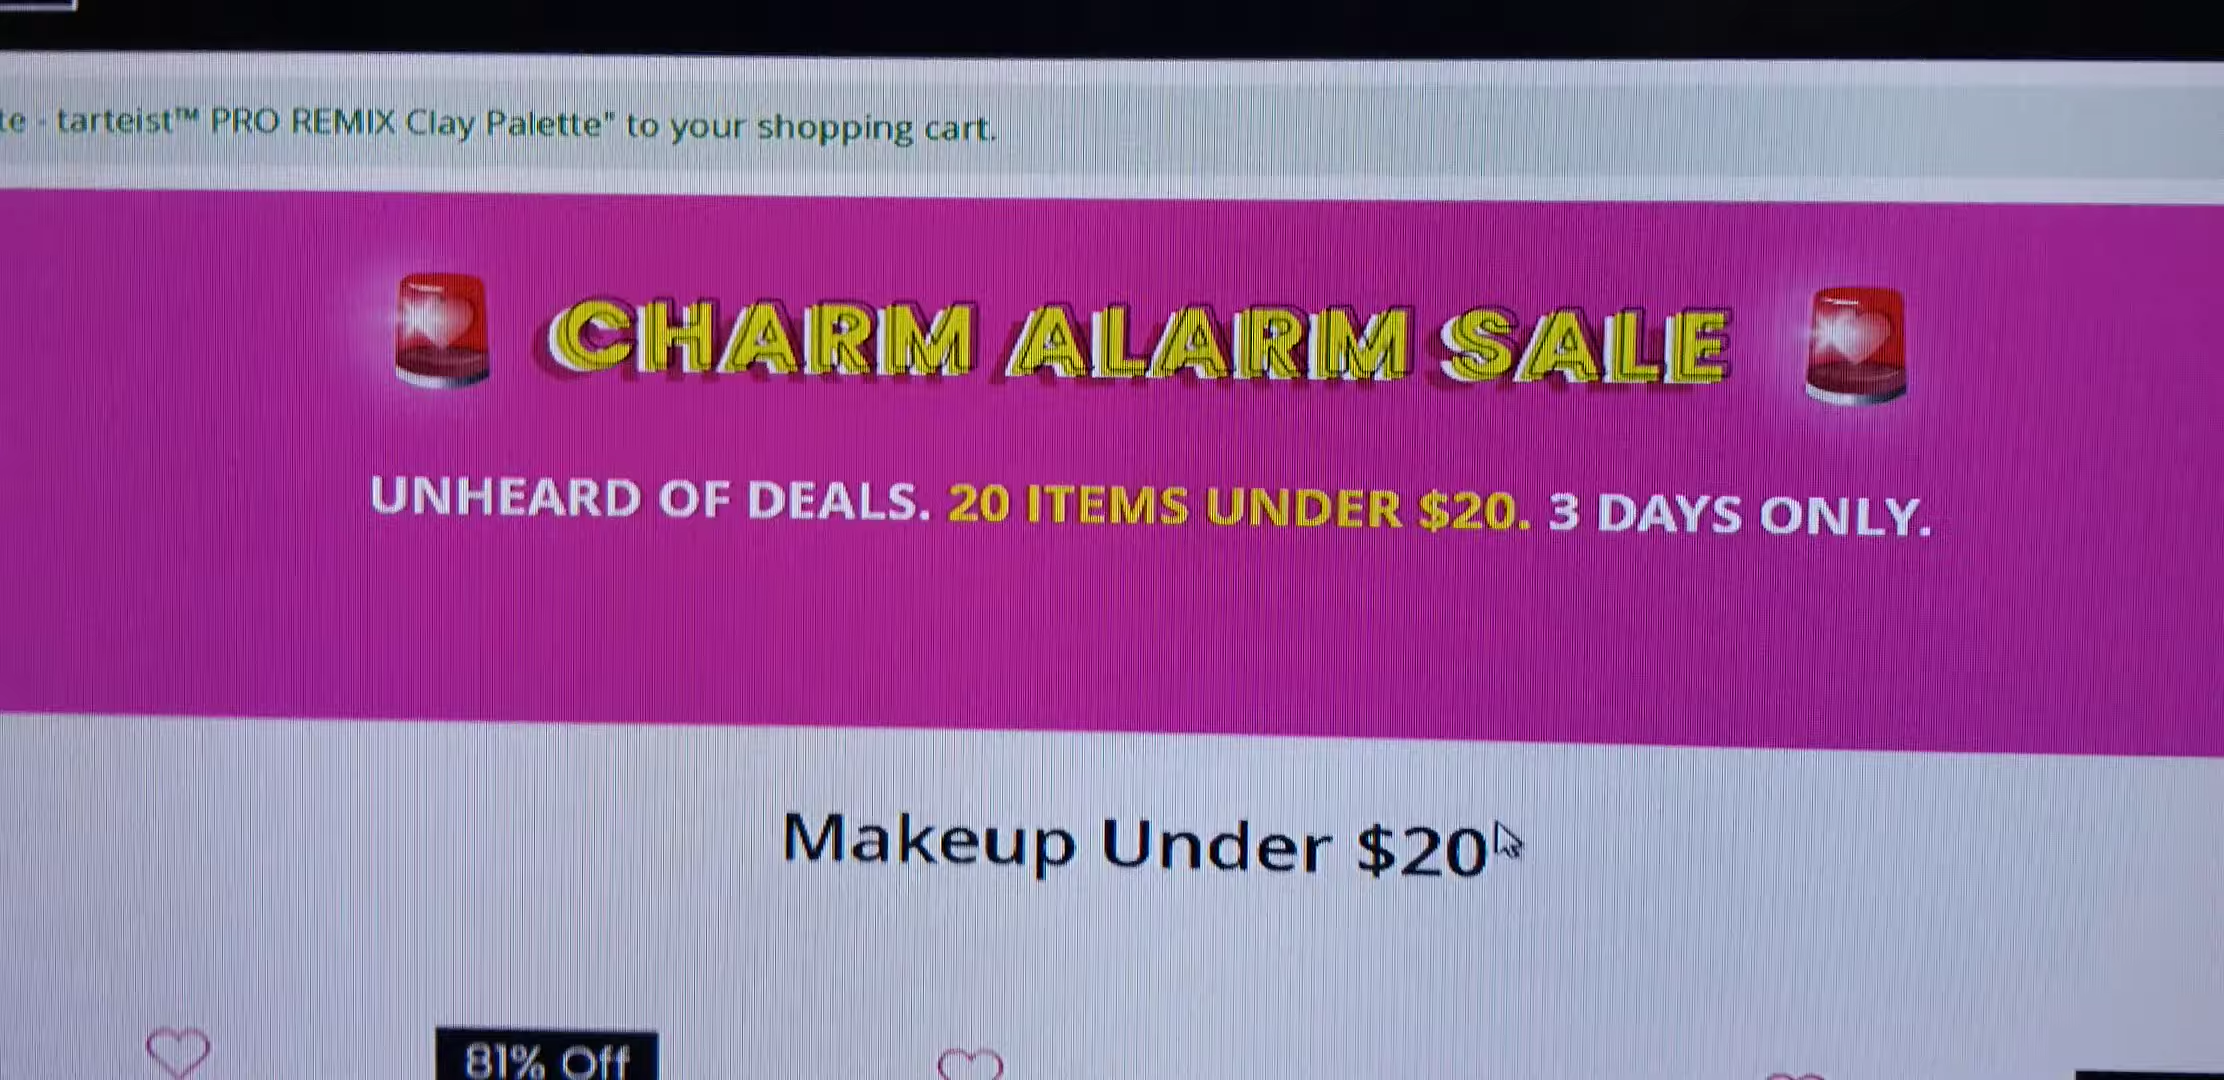 te - tarteist™ PRO REMIX Clay Palette" to your shopping cart.
CHARM ALARM SALE
UNHEARD OF DEALS. 20 ITEMS UNDER $20. 3 DAYS ONLY.
Makeup Under $20
81% Off